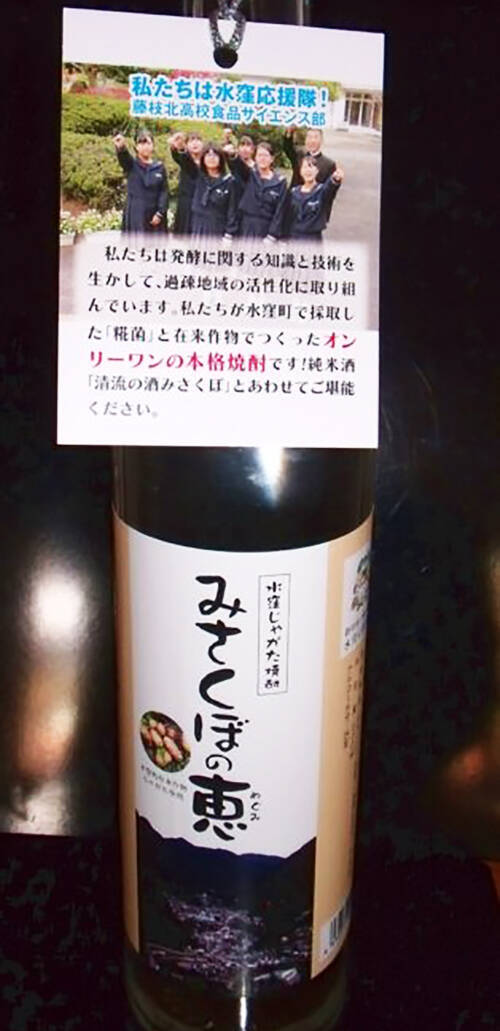 私たちは水窪応援隊!
藤枝北高校食品サイエンス部
私たちは発酵に関する知識と技術を
生かして、過疎地域の活性化に取り組
んでいます。私たちが水窪町で採取し
た「糀菌」と在来作物でつくったオン
リーワンの本格焼酎です!純米酒
「清流の酒みさくぼ」とあわせてご堪能
ください。
水窪じゃがた焼酎
みさくぼの恵
めぐみ